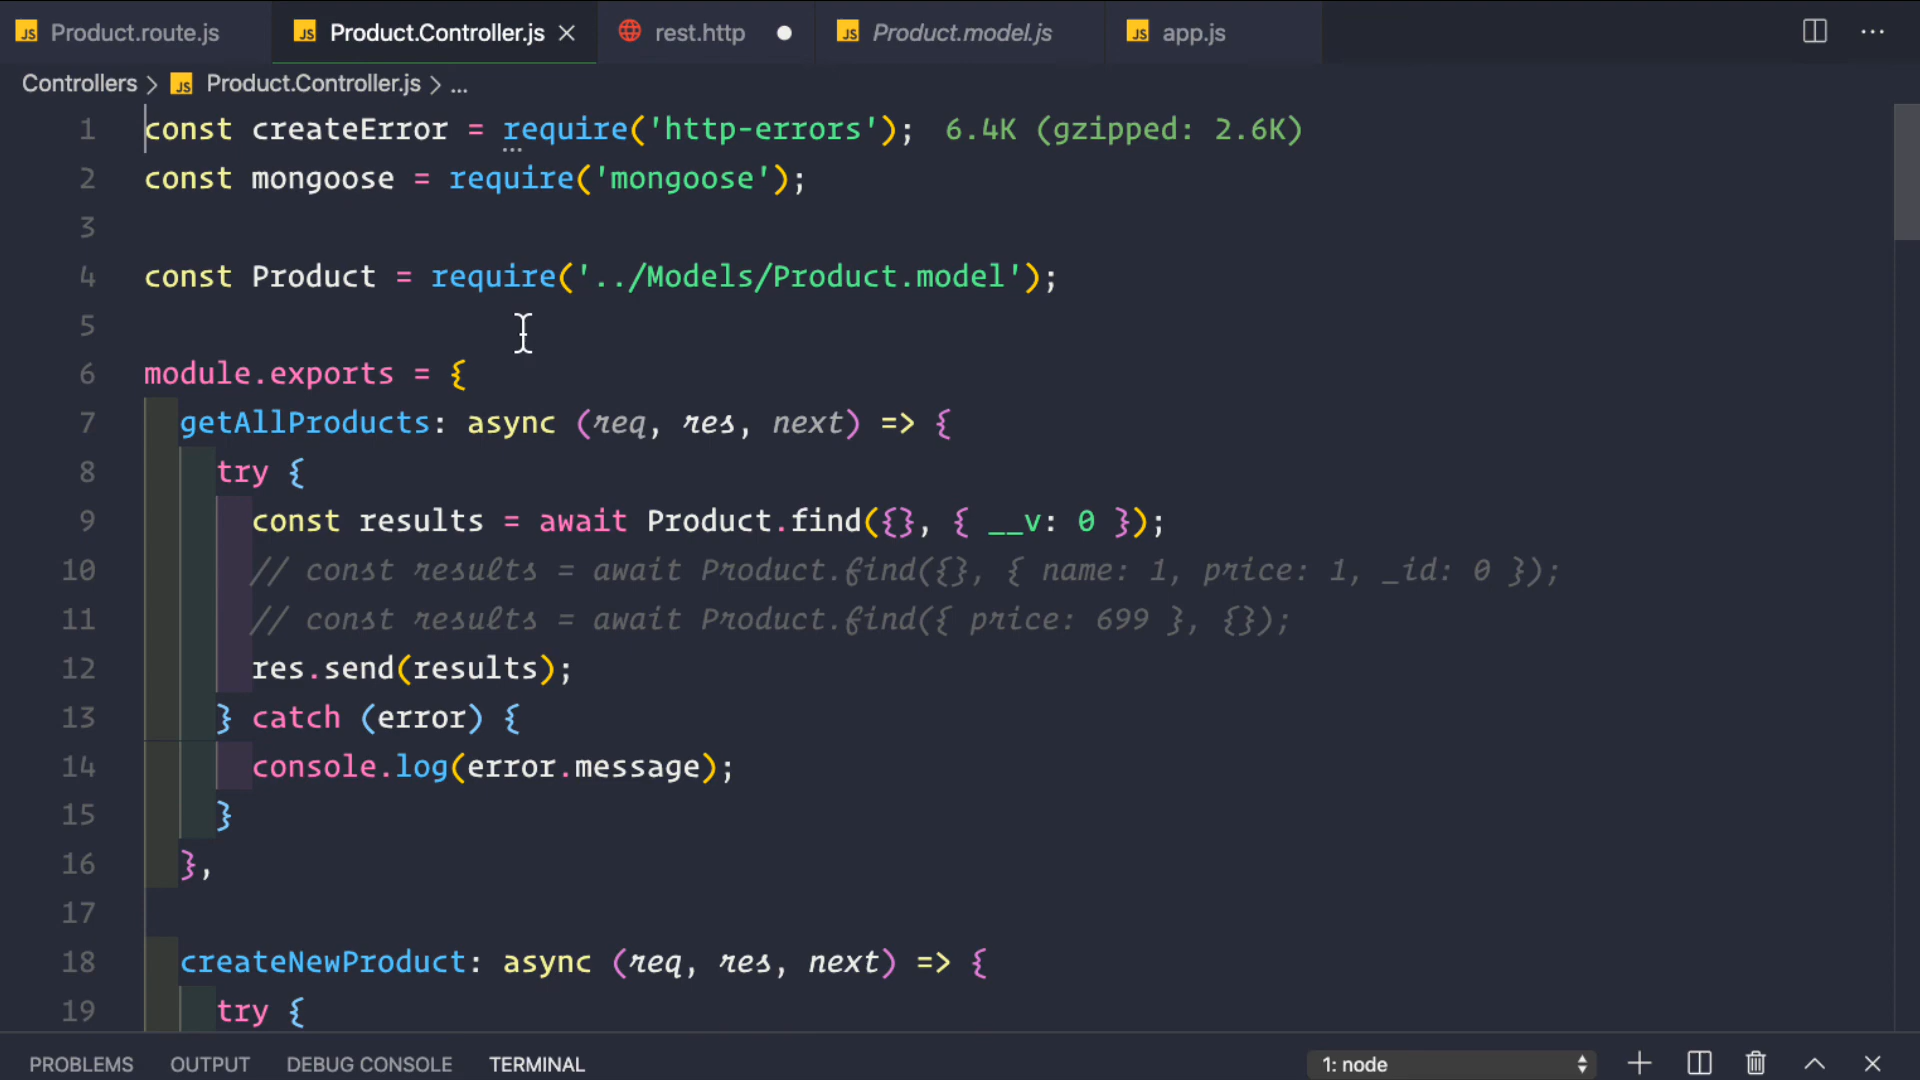 JS Product.route.js JS Product.Controller.js rest.http JS Product.model.js JS app.js
Controllers > JS Product.Controller.js > ...
1 const createError = require('http-errors'); 6.4K (gzipped: 2.6K)
2 const mongoose = require('mongoose');
3
4 const Product = require('../Models/Product.model');
5
6 module.exports = {
7 getAllProducts: async (req, res, next) => {
8 try {
9 const results = await Product.find({}, { __v: 0 });
10 // const results = await Product.find({}, { name: 1, price: 1, _id: 0 });
11 // const results = await Product.find({ price: 699 }, {});
12 res.send(results);
13 } catch (error) {
14 console.log(error.message);
15 }
16 },
17
18 createNewProduct: async (req, res, next) => {
19 try {
PROBLEMS OUTPUT DEBUG CONSOLE TERMINAL 1: node